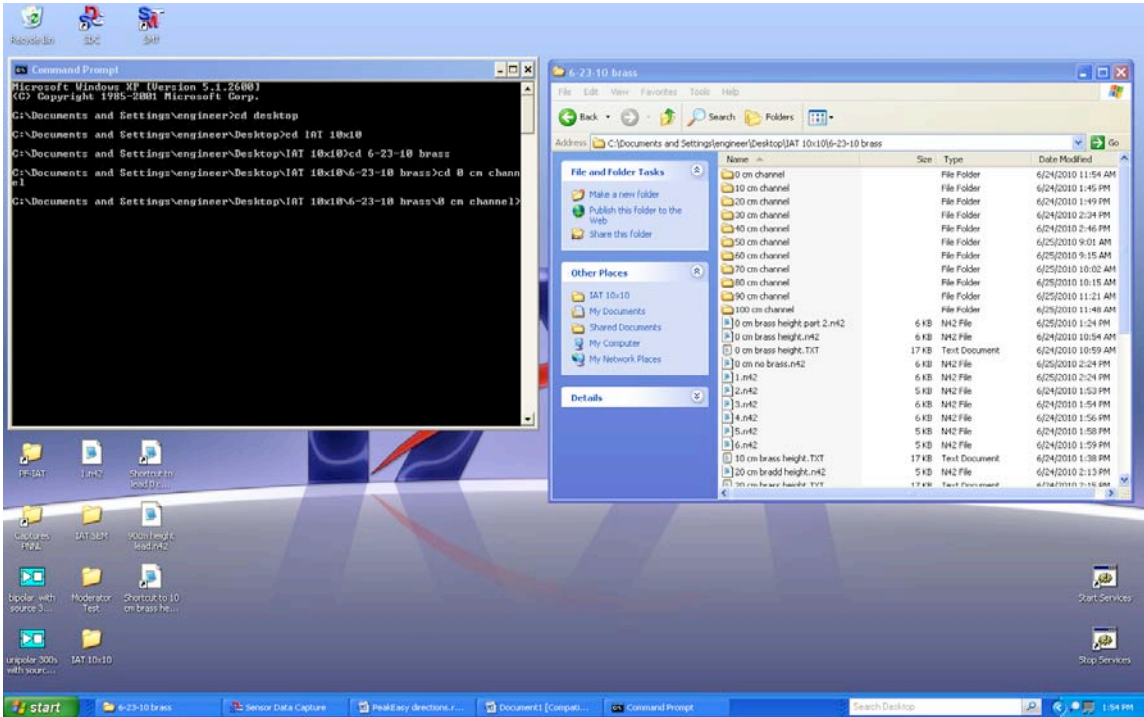 Recycle Bin
SDC
Command Prompt
Microsoft Windows XP [Version 5.1.2600]
(C) Copyright 1985-2001 Microsoft Corp.
C:\Documents and Settings\engineer>cd desktop
C:\Documents and Settings\engineer\Desktop>cd IAT 10x10
C:\Documents and Settings\engineer\Desktop\IAT 10x10>cd 6-23-10 brass
C:\Documents and Settings\engineer\Desktop\IAT 10x10\6-23-10 brass>cd 0 cm chann
el
C:\Documents and Settings\engineer\Desktop\IAT 10x10\6-23-10 brass\0 cm channel>
6-23-10 brass
File Edit View Favorites Tools Help
Back Search Folders
Address C:\Documents and Settings\engineer\Desktop\IAT 10x10\6-23-10 brass Go
File and Folder Tasks
Make a new folder
Publish this folder to the
Web
Share this folder
Other Places
IAT 10x10
My Documents
Shared Documents
My Computer
My Network Places
Details
Name Size Type Date Modified
0 cm channel File Folder 6/24/2010 11:54 AM
10 cm channel File Folder 6/24/2010 1:45 PM
20 cm channel File Folder 6/24/2010 1:49 PM
30 cm channel File Folder 6/24/2010 2:34 PM
40 cm channel File Folder 6/24/2010 2:46 PM
50 cm channel File Folder 6/25/2010 9:01 AM
60 cm channel File Folder 6/25/2010 9:15 AM
70 cm channel File Folder 6/25/2010 10:02 AM
80 cm channel File Folder 6/25/2010 10:15 AM
90 cm channel File Folder 6/25/2010 11:21 AM
100 cm channel File Folder 6/25/2010 11:48 AM
0 cm brass height part 2.n42 6 KB N42 File 6/25/2010 1:24 PM
0 cm brass height.n42 6 KB N42 File 6/24/2010 10:54 AM
0 cm brass height.TXT 17 KB Text Document 6/24/2010 10:59 AM
0 cm no brass.n42 6 KB N42 File 6/25/2010 2:24 PM
1.n42 6 KB N42 File 6/25/2010 2:24 PM
2.n42 5 KB N42 File 6/24/2010 1:53 PM
3.n42 6 KB N42 File 6/24/2010 1:54 PM
4.n42 6 KB N42 File 6/24/2010 1:56 PM
5.n42 5 KB N42 File 6/24/2010 1:58 PM
6.n42 5 KB N42 File 6/24/2010 1:59 PM
10 cm brass height.TXT 17 KB Text Document 6/24/2010 1:38 PM
20 cm bradd height.n42 5 KB N42 File 6/24/2010 2:13 PM
20 cm brass height.TXT 17 KB Text Document 6/24/2010 2:15 PM
PF-IAT
1.n42
Shortcut to
lead 0 c...
Captures
PNNL
IAT SEM
90cm height
lead.n42
bipolar with
source 3...
Moderator
Test
Shortcut to 10
cm brass he...
unipolar 300s
with sourc...
IAT 10x10
Start Services
Stop Services
start
6-23-10 brass
Sensor Data Capture
PeakEasy directions.r...
Document1 [Compati...
Command Prompt
Search Desktop
1:54 PM